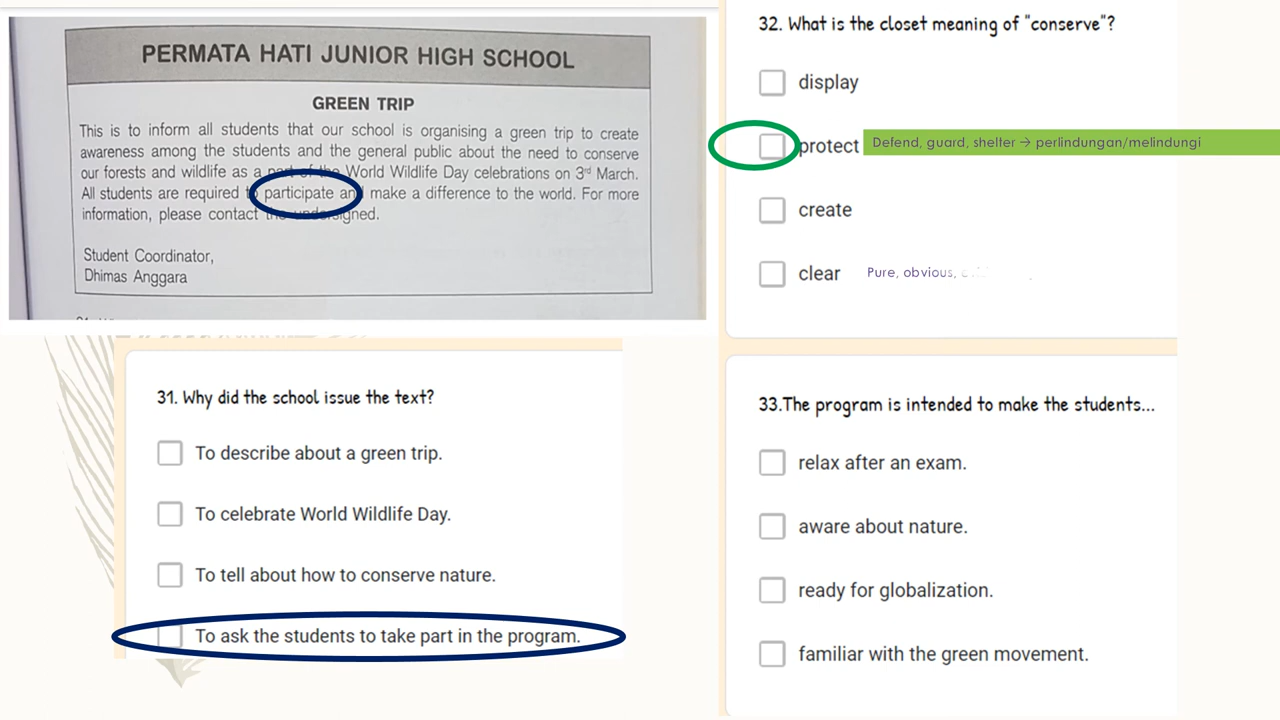 PERMATA HATI JUNIOR HIGH SCHOOL
GREEN TRIP
This is to inform all students that our school is organising a green trip to create
awareness among the students and the general public about the need to conserve
our forests and wildlife as a part of the World Wildlife Day celebrations on 3rd March.
All students are required to participate and make a difference to the world. For more
information, please contact the undersigned.
Student Coordinator,
Dhimas Anggara
31. Why did the school issue the text?
To describe about a green trip.
To celebrate World Wildlife Day.
To tell about how to conserve nature.
To ask the students to take part in the program.
32. What is the closet meaning of "conserve"?
display
protect Defend, guard, shelter → perlindungan/melindungi
create
clear Pure, obvious,
33.The program is intended to make the students...
relax after an exam.
aware about nature.
ready for globalization.
familiar with the green movement.